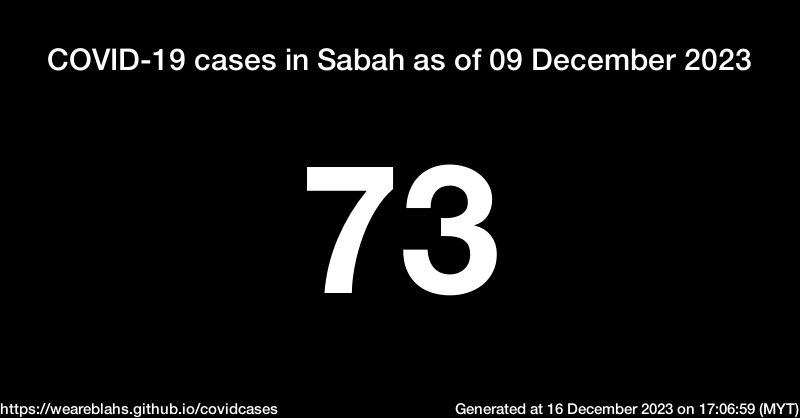 COVID-19 cases in Sabah as of 09 December 2023
73
https://weareblahs.github.io/covidcases
Generated at 16 December 2023 on 17:06:59 (MYT)